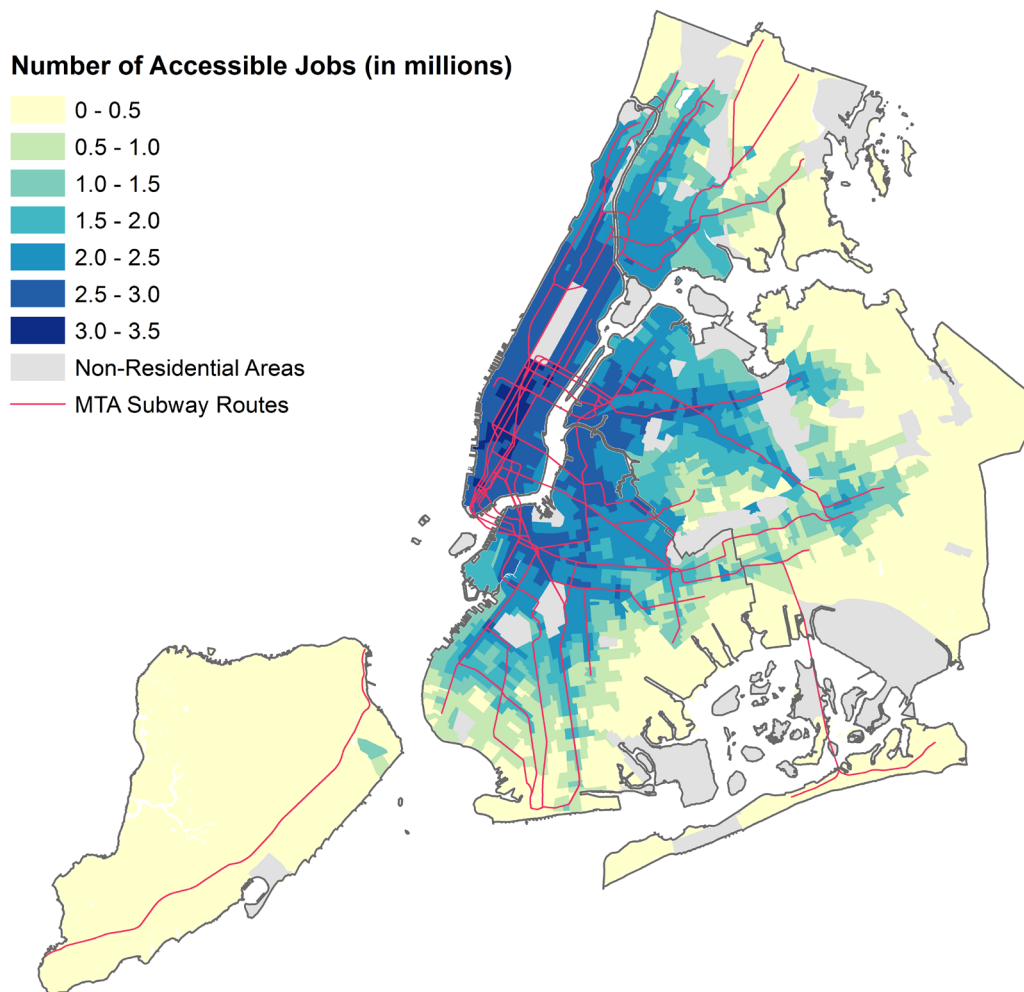 Number of Accessible Jobs (in millions)
0 - 0.5
0.5 - 1.0
1.0 - 1.5
1.5 - 2.0
2.0 - 2.5
2.5 - 3.0
3.0 - 3.5
Non-Residential Areas
MTA Subway Routes